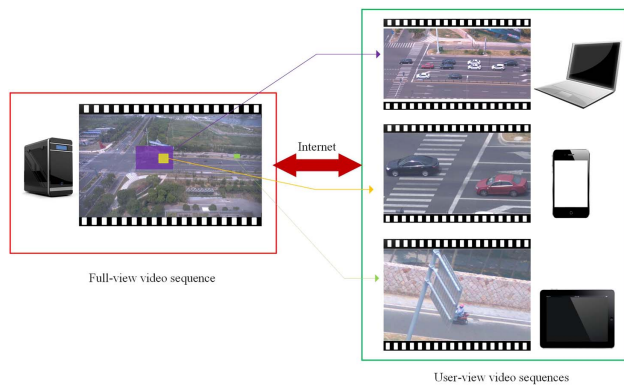 Internet
Full-view video sequence
User-view video sequences